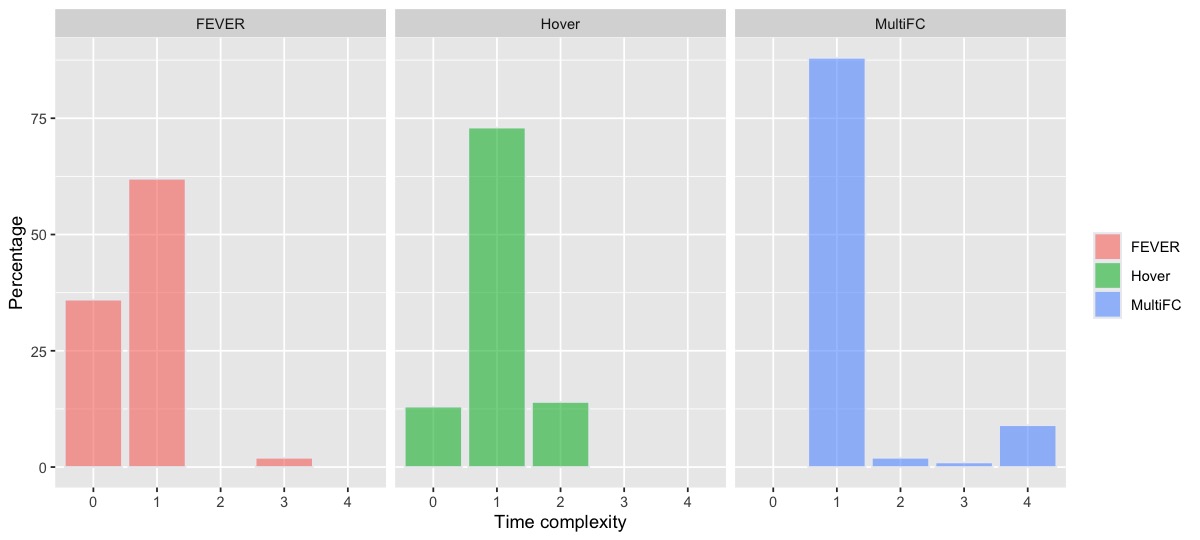 FEVER Hover MultiFC
Percentage
75
50
25
0
0 1 2 3 4 0 1 2 3 4 0 1 2 3 4
Time complexity
FEVER
Hover
MultiFC